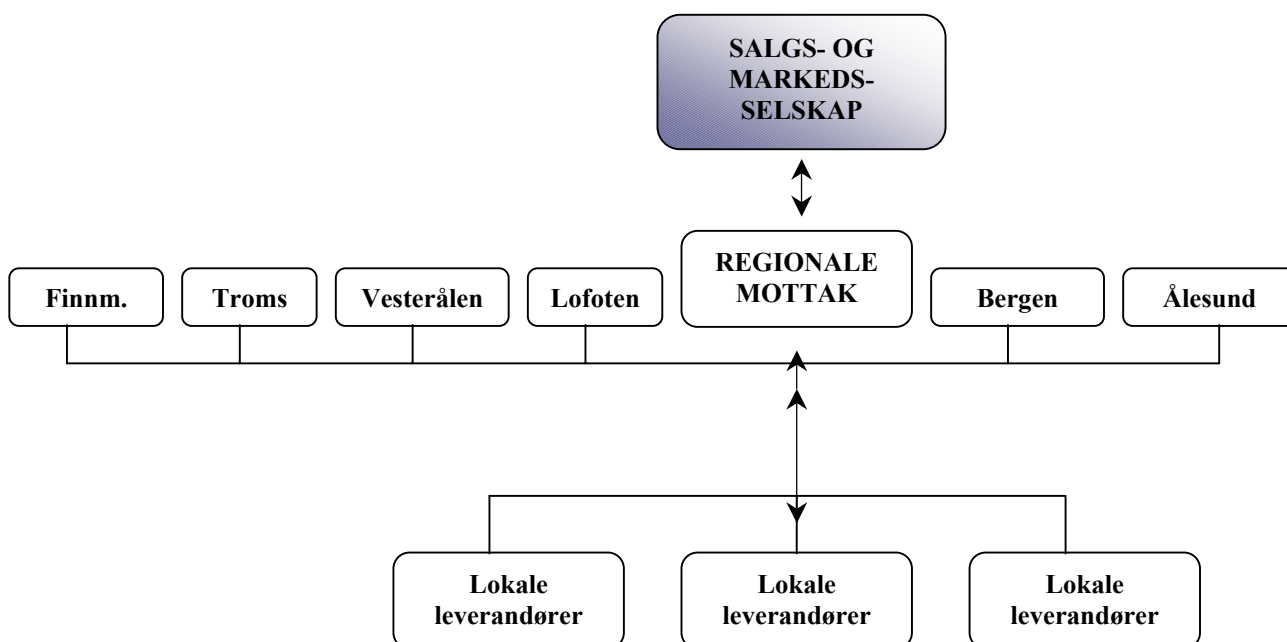 SALGS- OG
MARKEDS-
SELSKAP
REGIONALE
MOTTAK
Finnm.
Troms
Vesterålen
Lofoten
Bergen
Ålesund
Lokale
leverandører
Lokale
leverandører
Lokale
leverandører